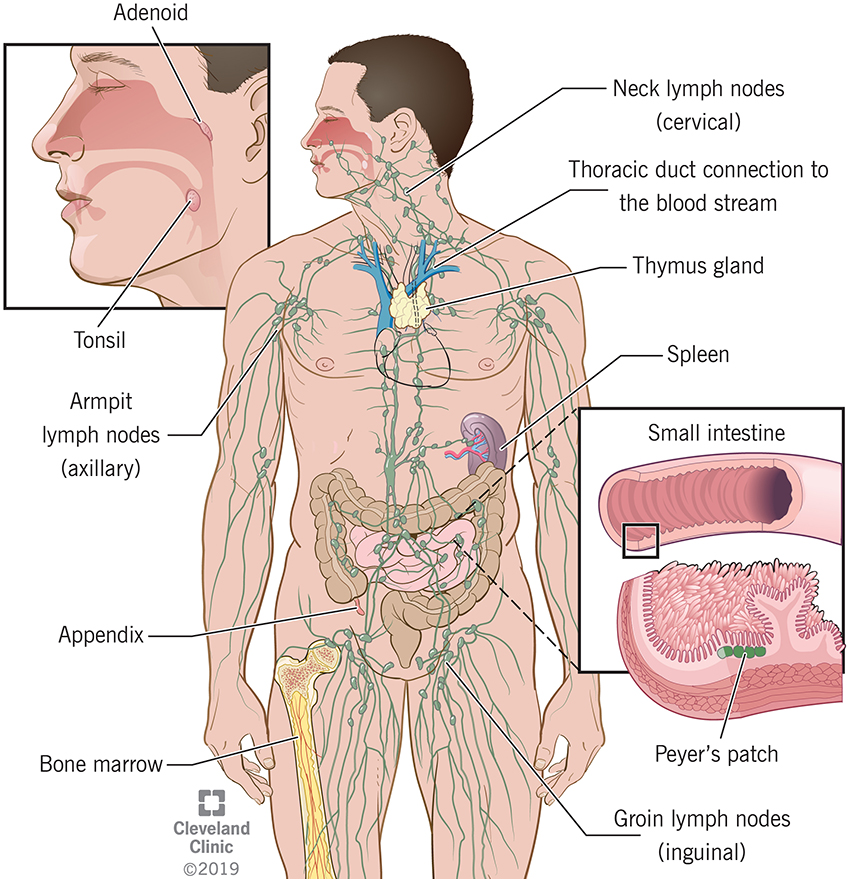 Adenoid
Neck lymph nodes
(cervical)
Thoracic duct connection to
the blood stream
Thymus gland
Tonsil
Spleen
Armpit
lymph nodes
(axillary)
Small intestine
Appendix
Peyer's patch
Bone marrow
Groin lymph nodes
(inguinal)
Cleveland
Clinic
©2019